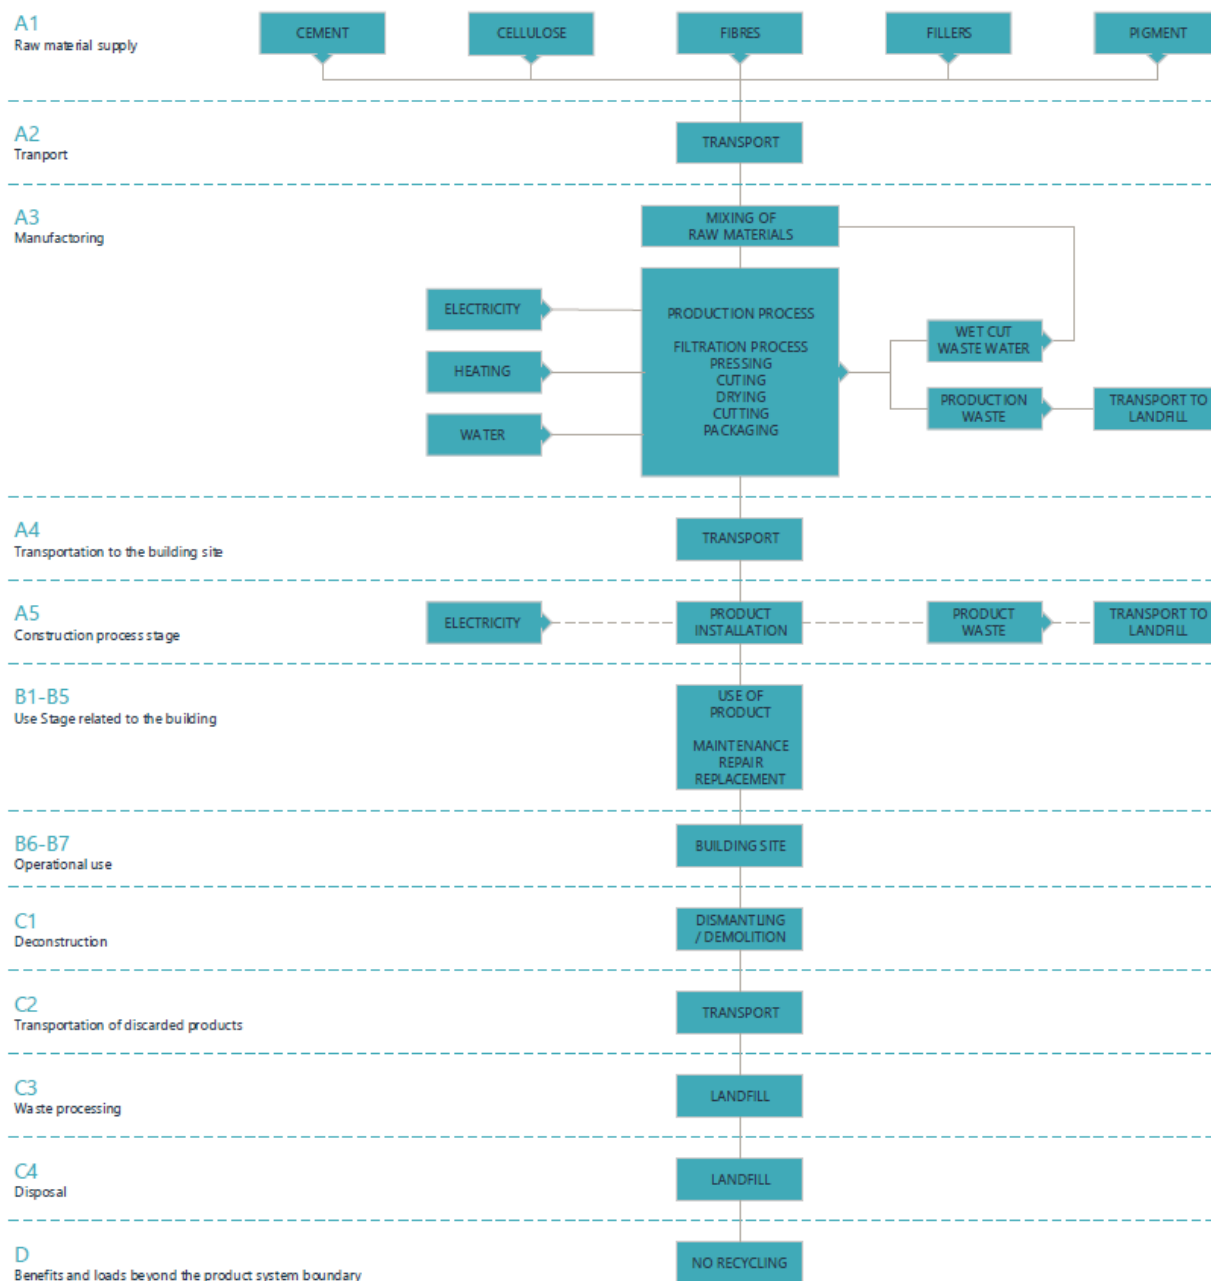 A1
Raw material supply
CEMENT
CELLULOSE
FIBRES
FILLERS
PIGMENT
A2
Tranport
TRANSPORT
A3
Manufactoring
MIXING OF
RAW MATERIALS
ELECTRICITY
HEATING
WATER
PRODUCTION PROCESS
FILTRATION PROCESS
PRESSING
CUTING
DRYING
CUTTING
PACKAGING
WET CUT
WASTE WATER
PRODUCTION
WASTE
TRANSPORT TO
LANDFILL
A4
Transportation to the building site
TRANSPORT
A5
Construction process stage
ELECTRICITY
PRODUCT
INSTALLATION
PRODUCT
WASTE
TRANSPORT TO
LANDFILL
B1-B5
Use Stage related to the building
USE OF
PRODUCT
MAINTENANCE
REPAIR
REPLACEMENT
B6-B7
Operational use
BUILDING SITE
C1
Deconstruction
DISMANTLING
/ DEMOLITION
C2
Transportation of discarded products
TRANSPORT
C3
Waste processing
LANDFILL
C4
Disposal
LANDFILL
D
Benefits and loads beyond the product system boundary
NO RECYCLING